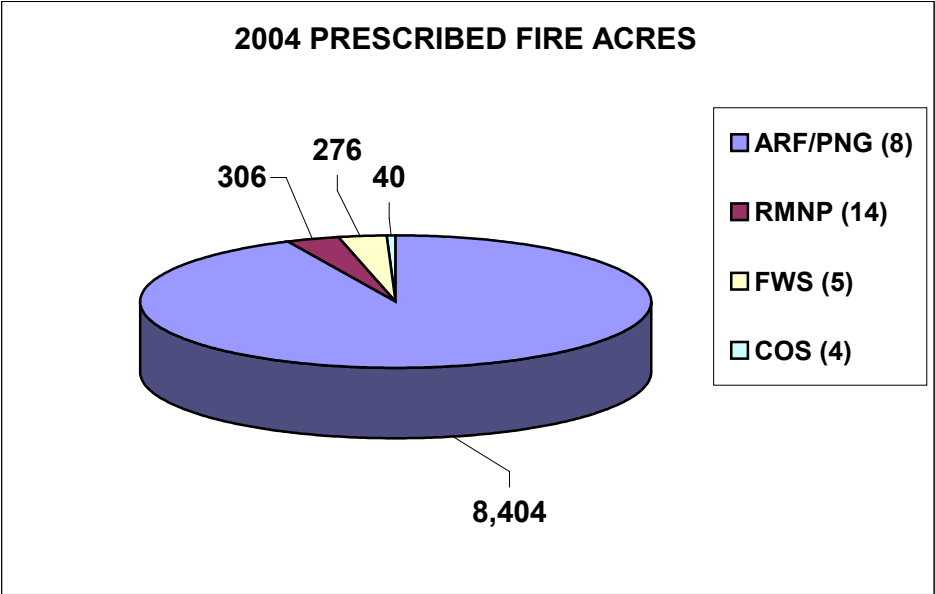 2004 PRESCRIBED FIRE ACRES
276
306
40
8,404
ARF/PNG (8)
RMNP (14)
FWS (5)
COS (4)